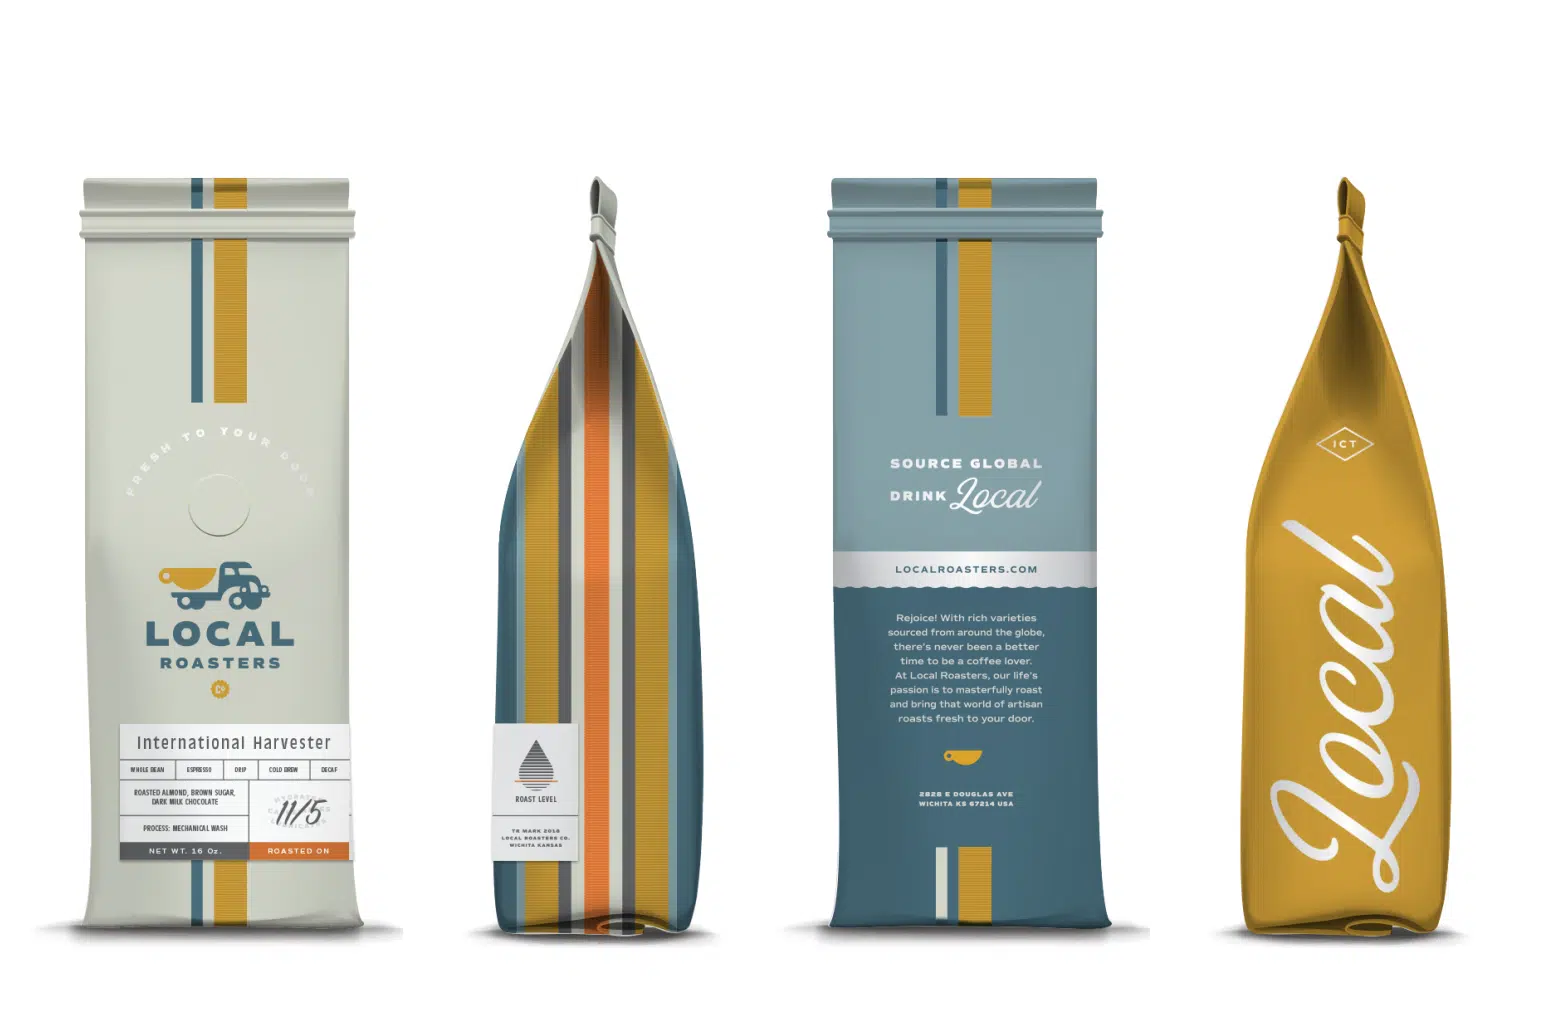 FRESH TO YOUR DOOR
LOCAL
ROASTERS
Co
International Harvester
WHOLE BEAN
ESPRESSO
DRIP
COLD BREW
DECAF
ROASTED ALMOND, BROWN SUGAR,
DARK MILK CHOCOLATE
11/5
PROCESS: MECHANICAL WASH
NET WT. 16 Oz.
ROASTED ON
ROAST LEVEL
TR MARK 2018
LOCAL ROASTERS CO.
WICHITA KANSAS
SOURCE GLOBAL
DRINK Local
LOCALROASTERS.COM
Rejoice! With rich varieties
sourced from around the globe,
there's never been a better
time to be a coffee lover.
At Local Roasters, our life's
passion is to masterfully roast
and bring that world of artisan
roasts fresh to your door.
2828 E DOUGLAS AVE
WICHITA KS 67214 USA
ICT
Local